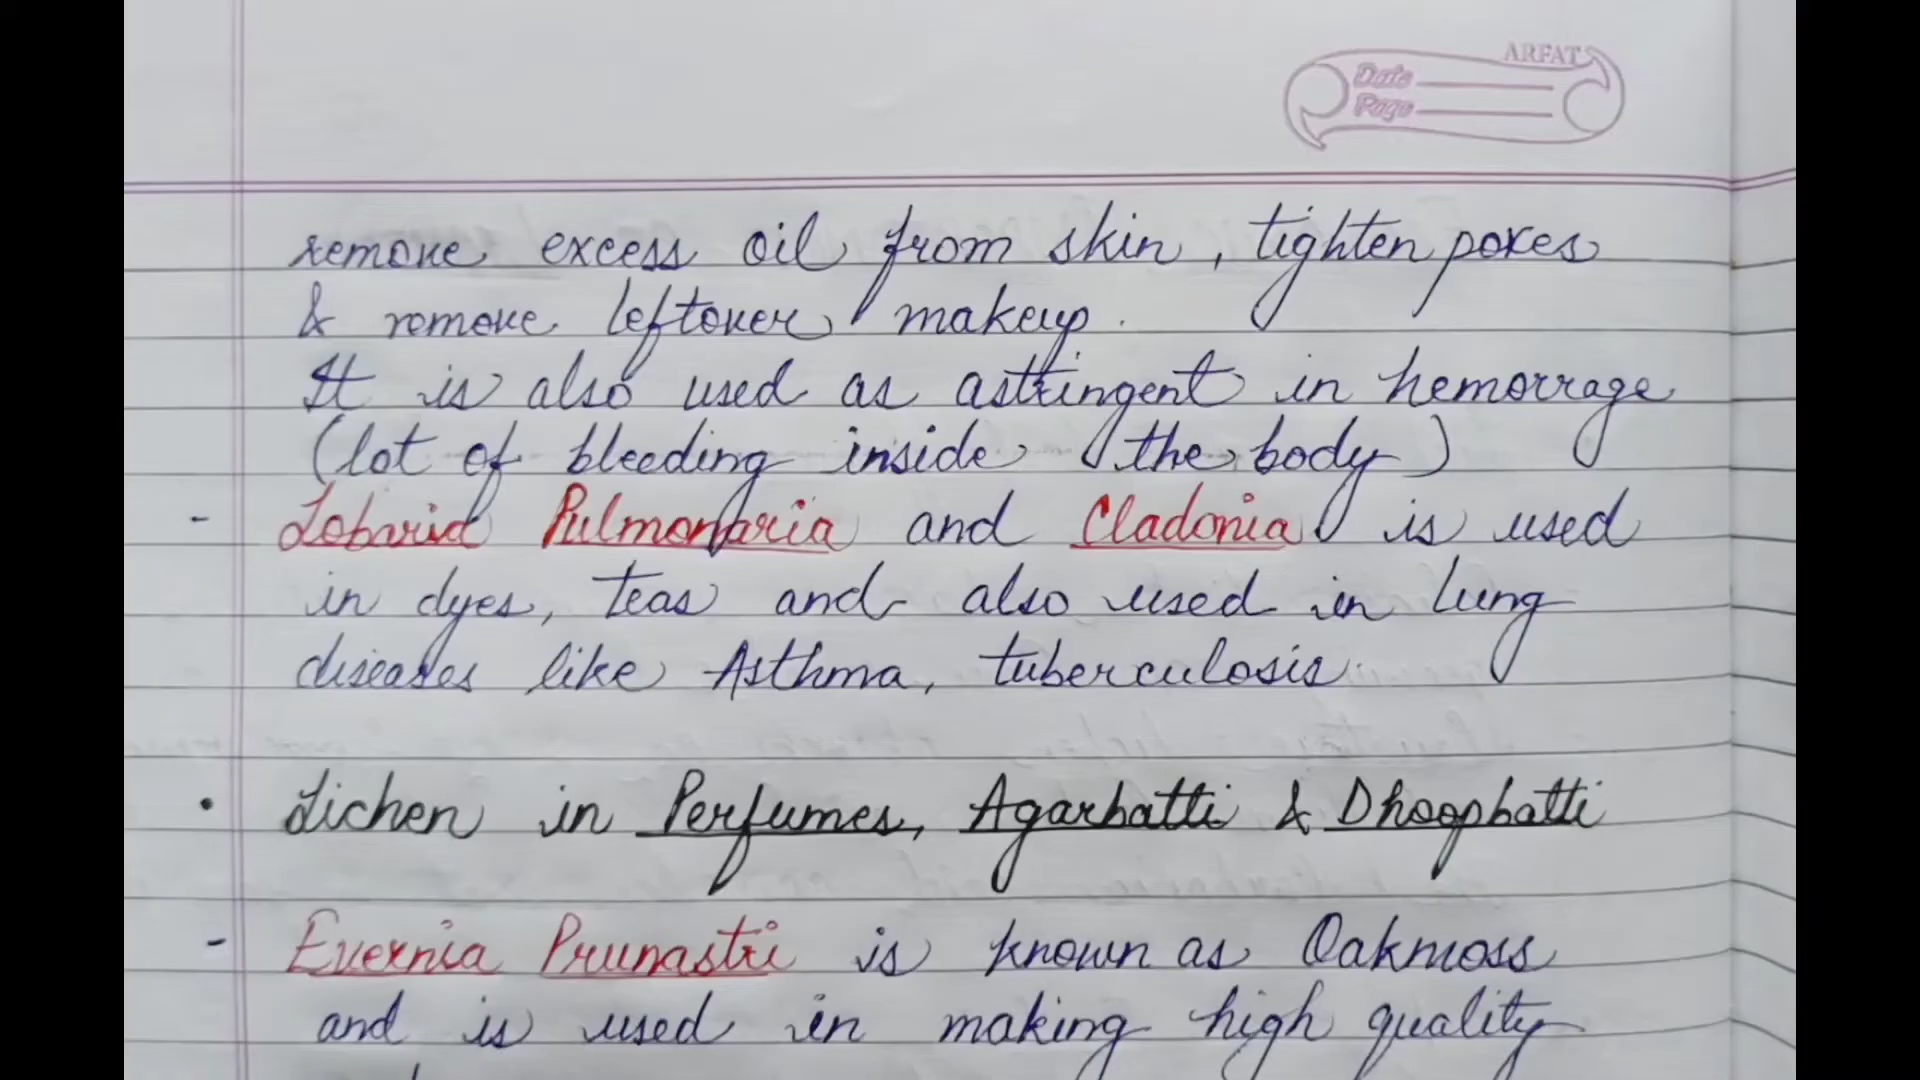 ARFAT
Date
Page
remove excess oil from skin, tighten pores
& remove leftover makeup.
It is also used as astringent in hemorrage
(lot of bleeding inside the body)
- Lobarid Pulmonaria and Cladonia is used
in dyes, teas and also used in lung
diseases like Asthma, tuberculosis.
• Lichen in Perfumes, Agarbatti & Dhoopbatti
- Evernia Prunastri is known as Oakmoss
and is used in making high quality